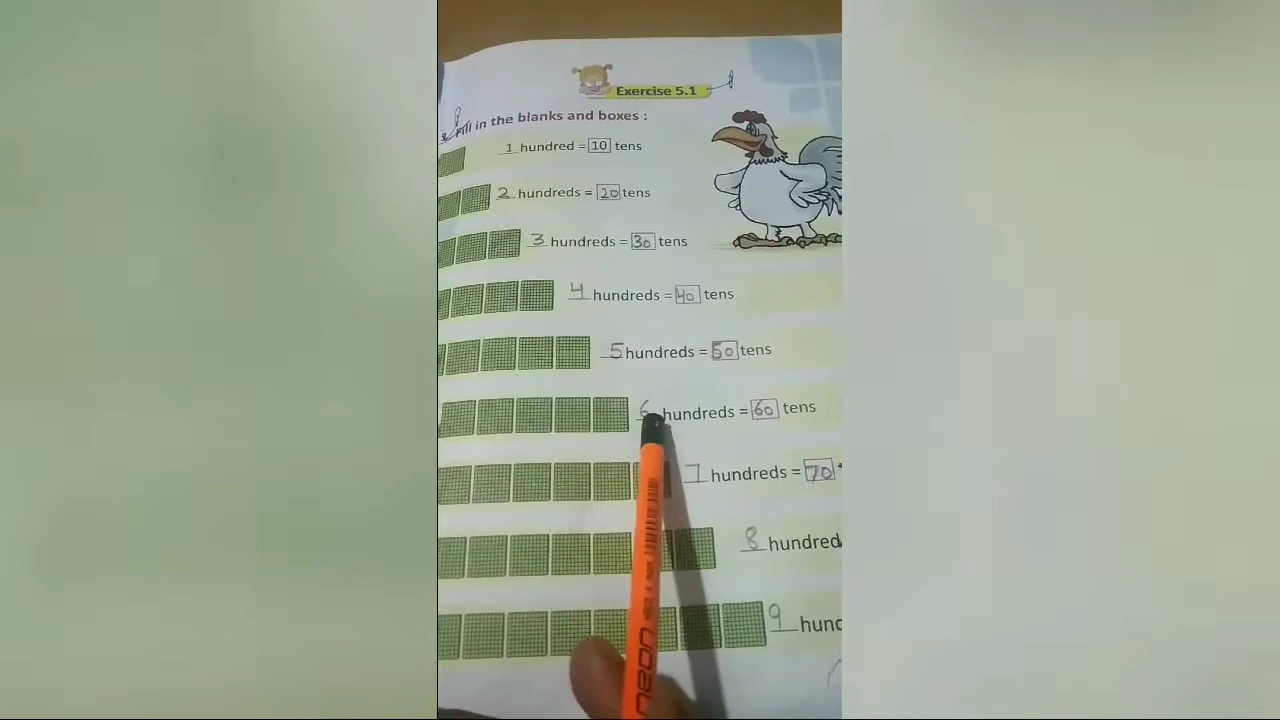 Exercise 5.1
Fill in the blanks and boxes :
1 hundred = 10 tens
2 hundreds = 20 tens
3 hundreds = 30 tens
4 hundreds = 40 tens
5 hundreds = 50 tens
6 hundreds = 60 tens
7 hundreds = 70
8 hundred
9 hund
neon